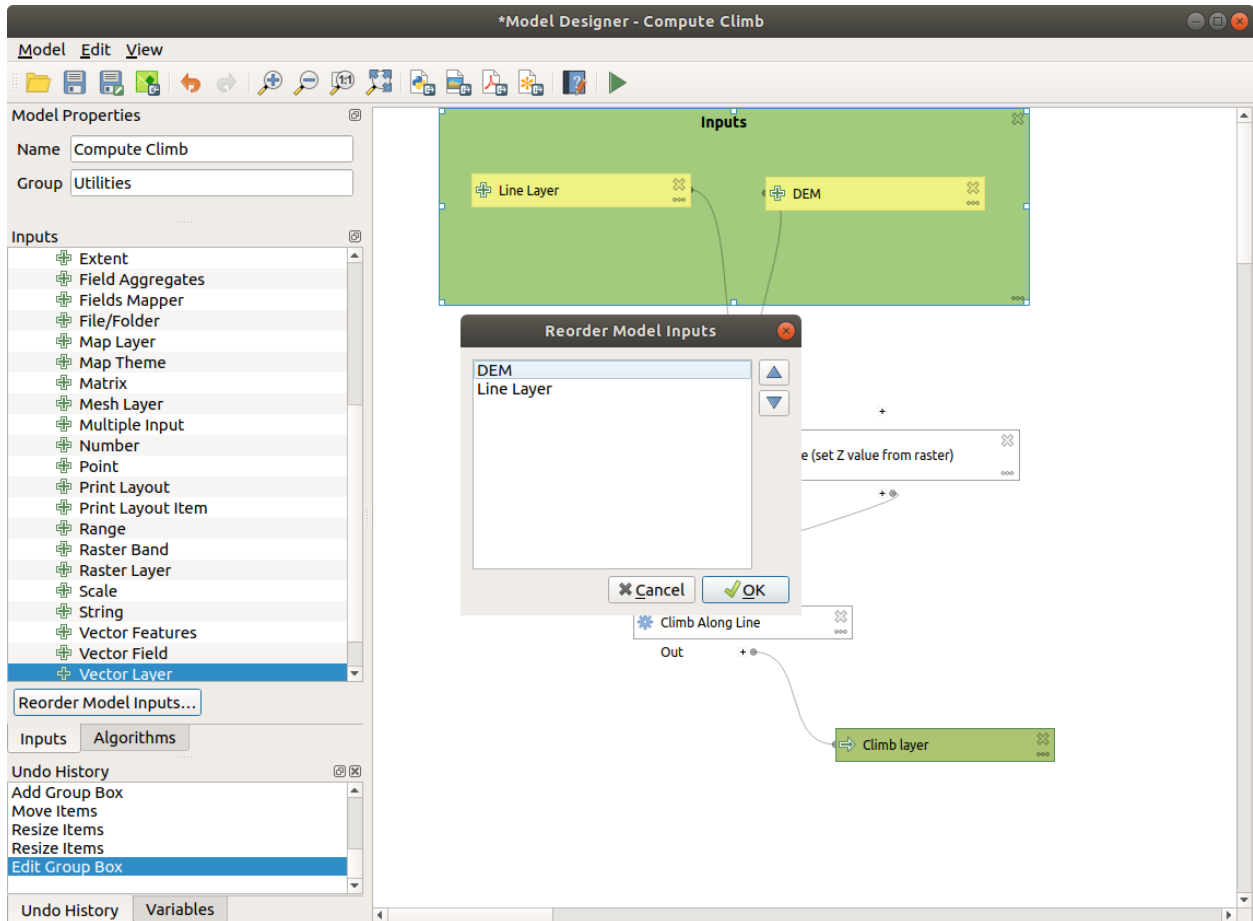 *Model Designer - Compute Climb
Model Edit View
Model Properties
Name Compute Climb
Group Utilities
Inputs
Extent
Field Aggregates
Fields Mapper
File/Folder
Map Layer
Map Theme
Matrix
Mesh Layer
Multiple Input
Number
Point
Print Layout
Print Layout Item
Range
Raster Band
Raster Layer
Scale
String
Vector Features
Vector Field
Vector Layer
Reorder Model Inputs...
Inputs Algorithms
Undo History
Add Group Box
Move Items
Resize Items
Resize Items
Edit Group Box
Undo History Variables
Inputs
Line Layer
DEM
Reorder Model Inputs
DEM
Line Layer
Cancel OK
e (set Z value from raster)
Climb Along Line
Out
Climb layer